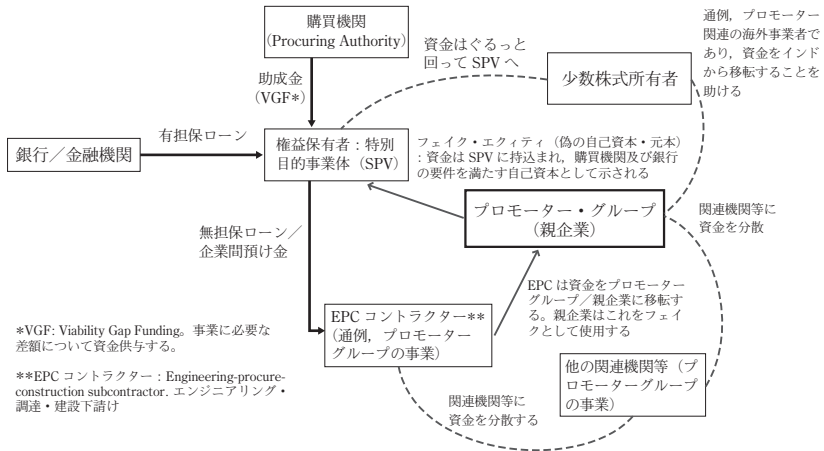 購買機関
(Procuring Authority)
通例，プロモーター
関連の海外事業者で
あり，資金をインド
から移転することを
助ける
資金はぐるっと
回って SPV へ
少数株式所有者
助成金
（VGF*）
有担保ローン
銀行／金融機関
権益保有者：特別
目的事業体（SPV）
フェイク・エクィティ（偽の自己資本・元本）
：資金は SPV に持込まれ，購買機関及び銀行
の要件を満たす自己資本として示される
プロモーター・グループ
（親企業）
関連機関等に
資金を分散
無担保ローン／
企業間預け金
EPC コントラクター**
（通例，プロモーター
グループの事業）
EPC は資金をプロモーター
グループ／親企業に移転す
る。親企業はこれをフェイ
クとして使用する
*VGF: Viability Gap Funding。事業に必要な
差額について資金供与する。
**EPC コントラクター：Engineering-procure-
construction subcontractor. エンジニアリング・
調達・建設下請け
他の関連機関等（プ
ロモーターグループ
の事業）
関連機関等に
資金を分散する